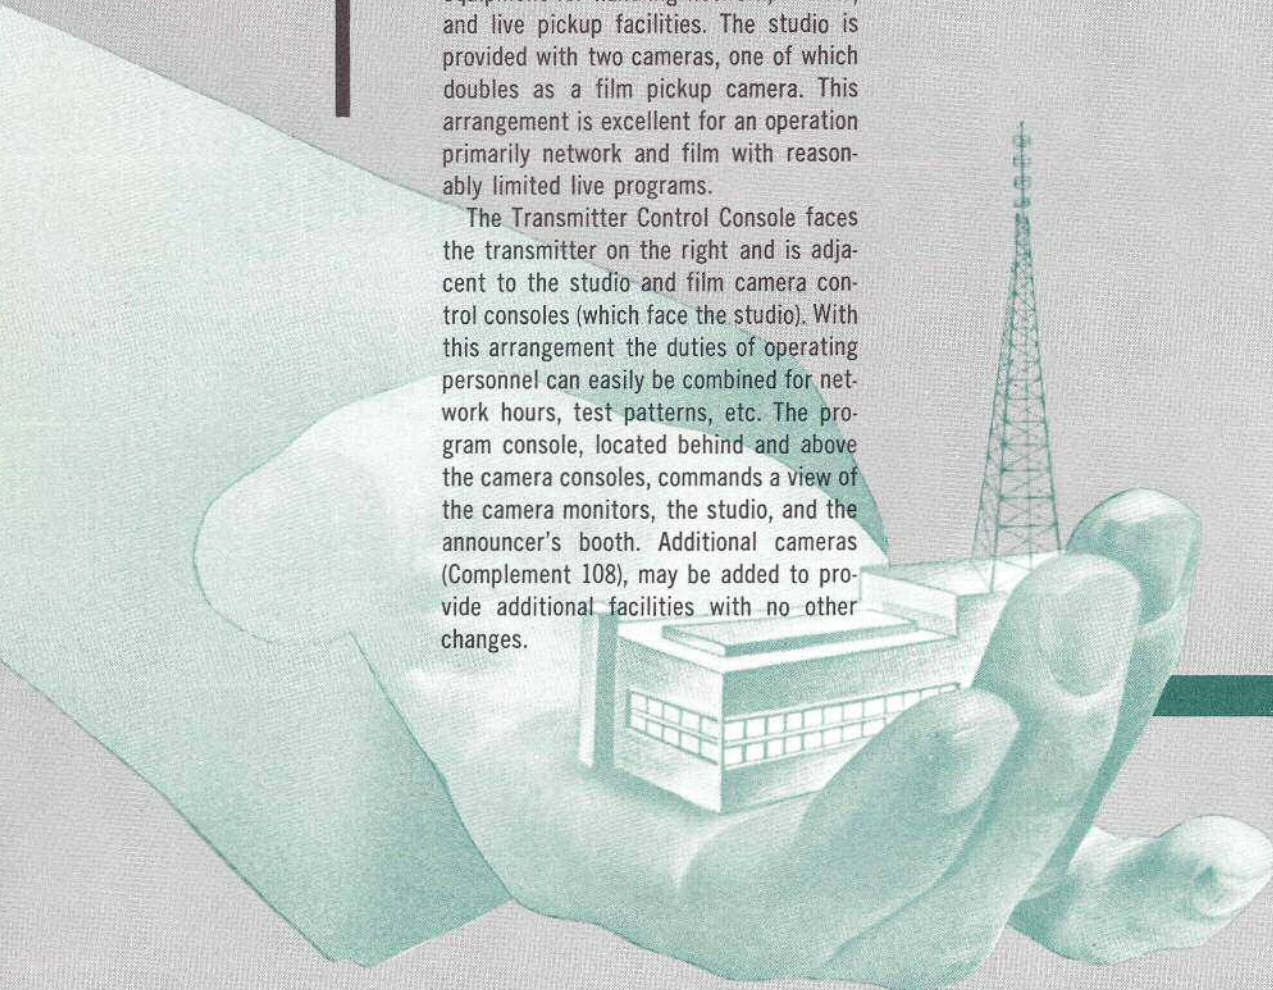 and live pickup facilities. The studio is
provided with two cameras, one of which
doubles as a film pickup camera. This
arrangement is excellent for an operation
primarily network and film with reason-
ably limited live programs.
The Transmitter Control Console faces
the transmitter on the right and is adja-
cent to the studio and film camera con-
trol consoles (which face the studio). With
this arrangement the duties of operating
personnel can easily be combined for net-
work hours, test patterns, etc. The pro-
gram console, located behind and above
the camera consoles, commands a view of
the camera monitors, the studio, and the
announcer's booth. Additional cameras
(Complement 108), may be added to pro-
vide additional facilities with no other
changes.